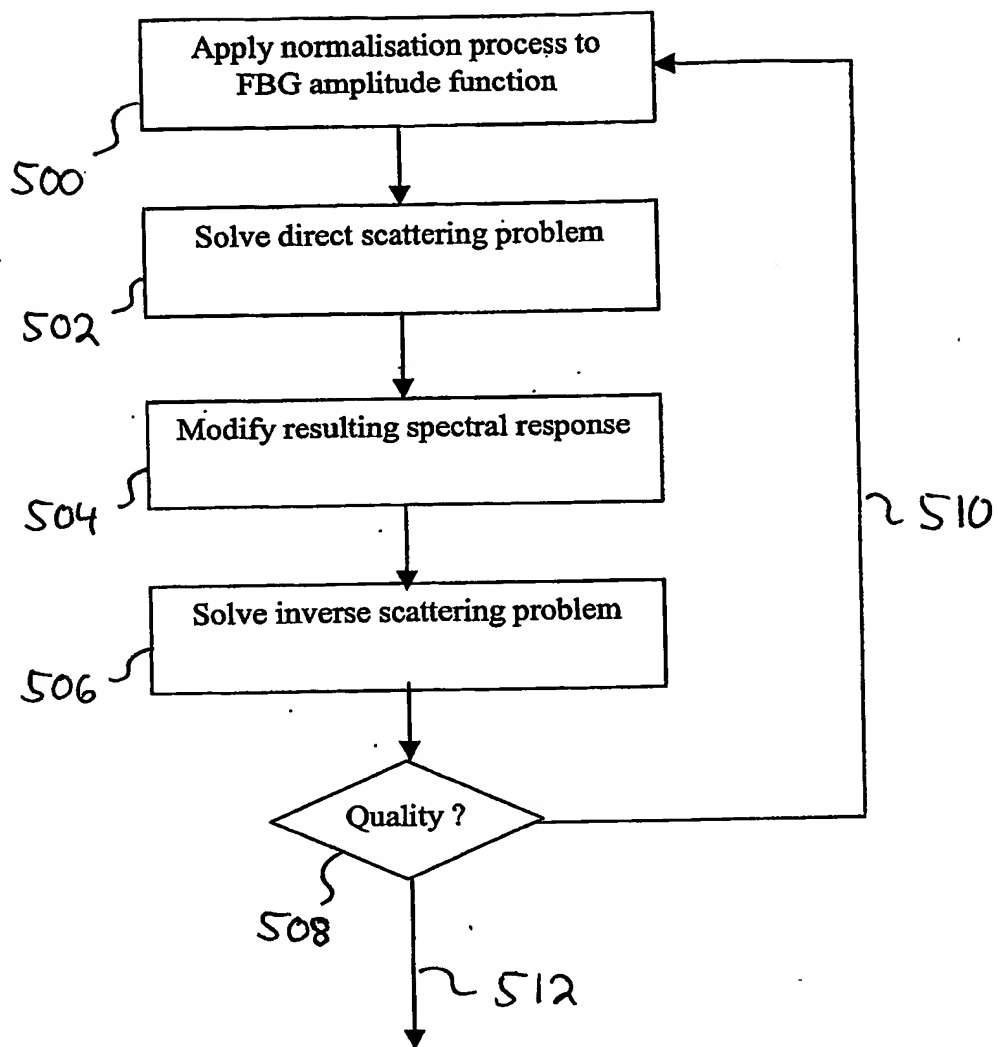 Apply normalisation process to
FBG amplitude function
500
Solve direct scattering problem
502
Modify resulting spectral response
504
510
Solve inverse scattering problem
506
Quality ?
508
512